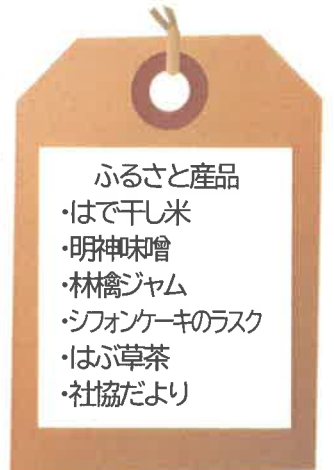 ふるさと産品
・はで干し米
・明神味噌
・林檎ジャム
・シフォンケーキのラスク
・はぶ草茶
・社協だより